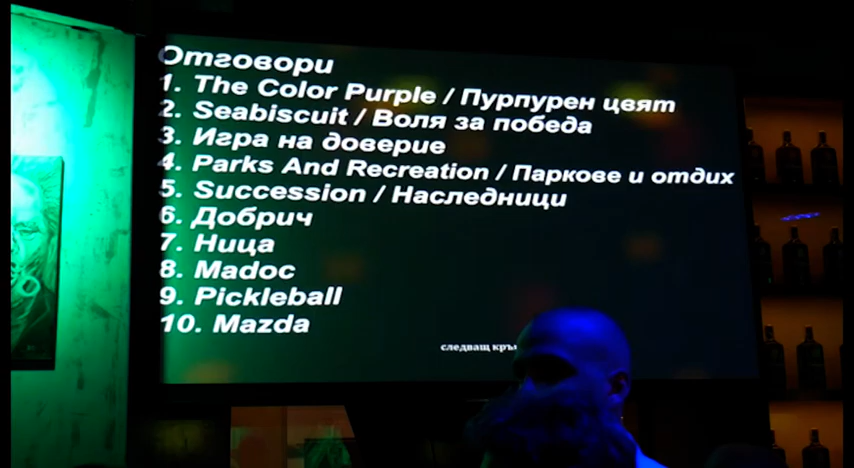 Отговори
1. The Color Purple / Пурпурен цвят
2. Seabiscuit / Воля за победа
3. Игра на доверие
4. Parks And Recreation / Паркове и отдих
5. Succession / Наследници
6. Добрич
7. Ница
8. Madoc
9. Pickleball
10. Mazda
следващ